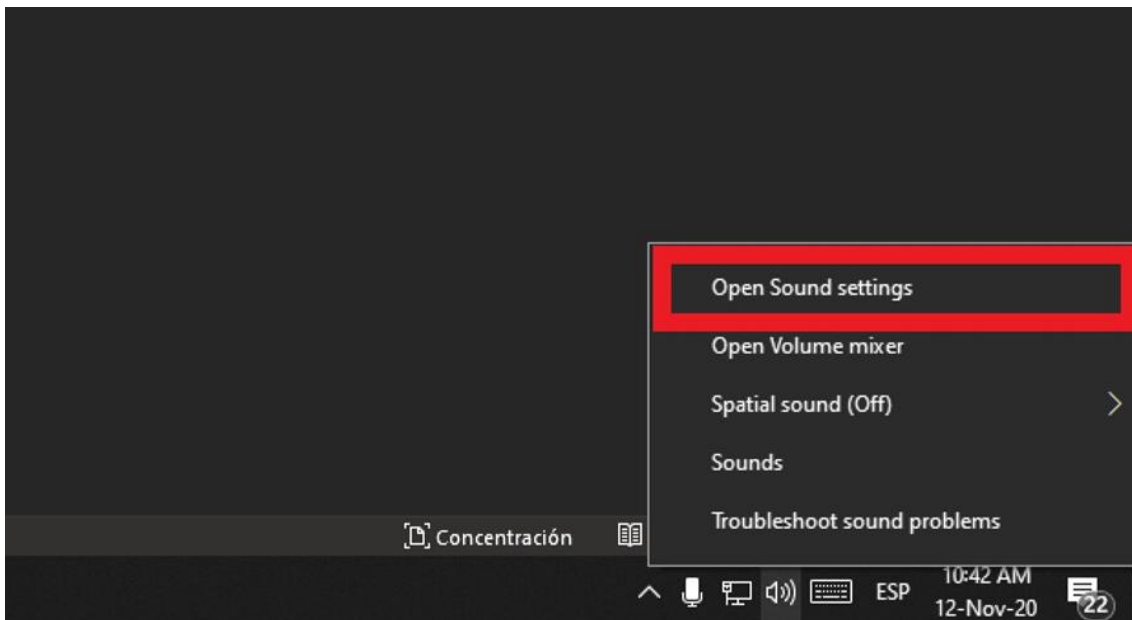 Open Sound settings
Open Volume mixer
Spatial sound (Off)
Sounds
Troubleshoot sound problems
Concentración
ESP
10:42 AM
12-Nov-20
22